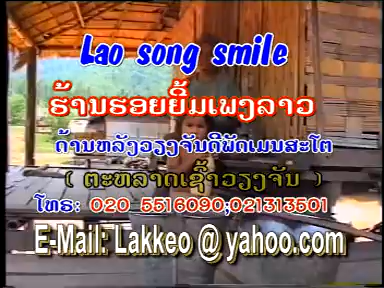 Lao song smile
ຮ້ານຮອຍຍິ້ມເພງລາວ
ດ້ານຫລັງວຽງຈັນດີພັດເມນສະໂຕ
( ຕະຫລາດເຊົ້າວຽງຈັນ )
ໂທຣ: 020 5516090;021313501
E-Mail: Lakkeo @ yahoo.com